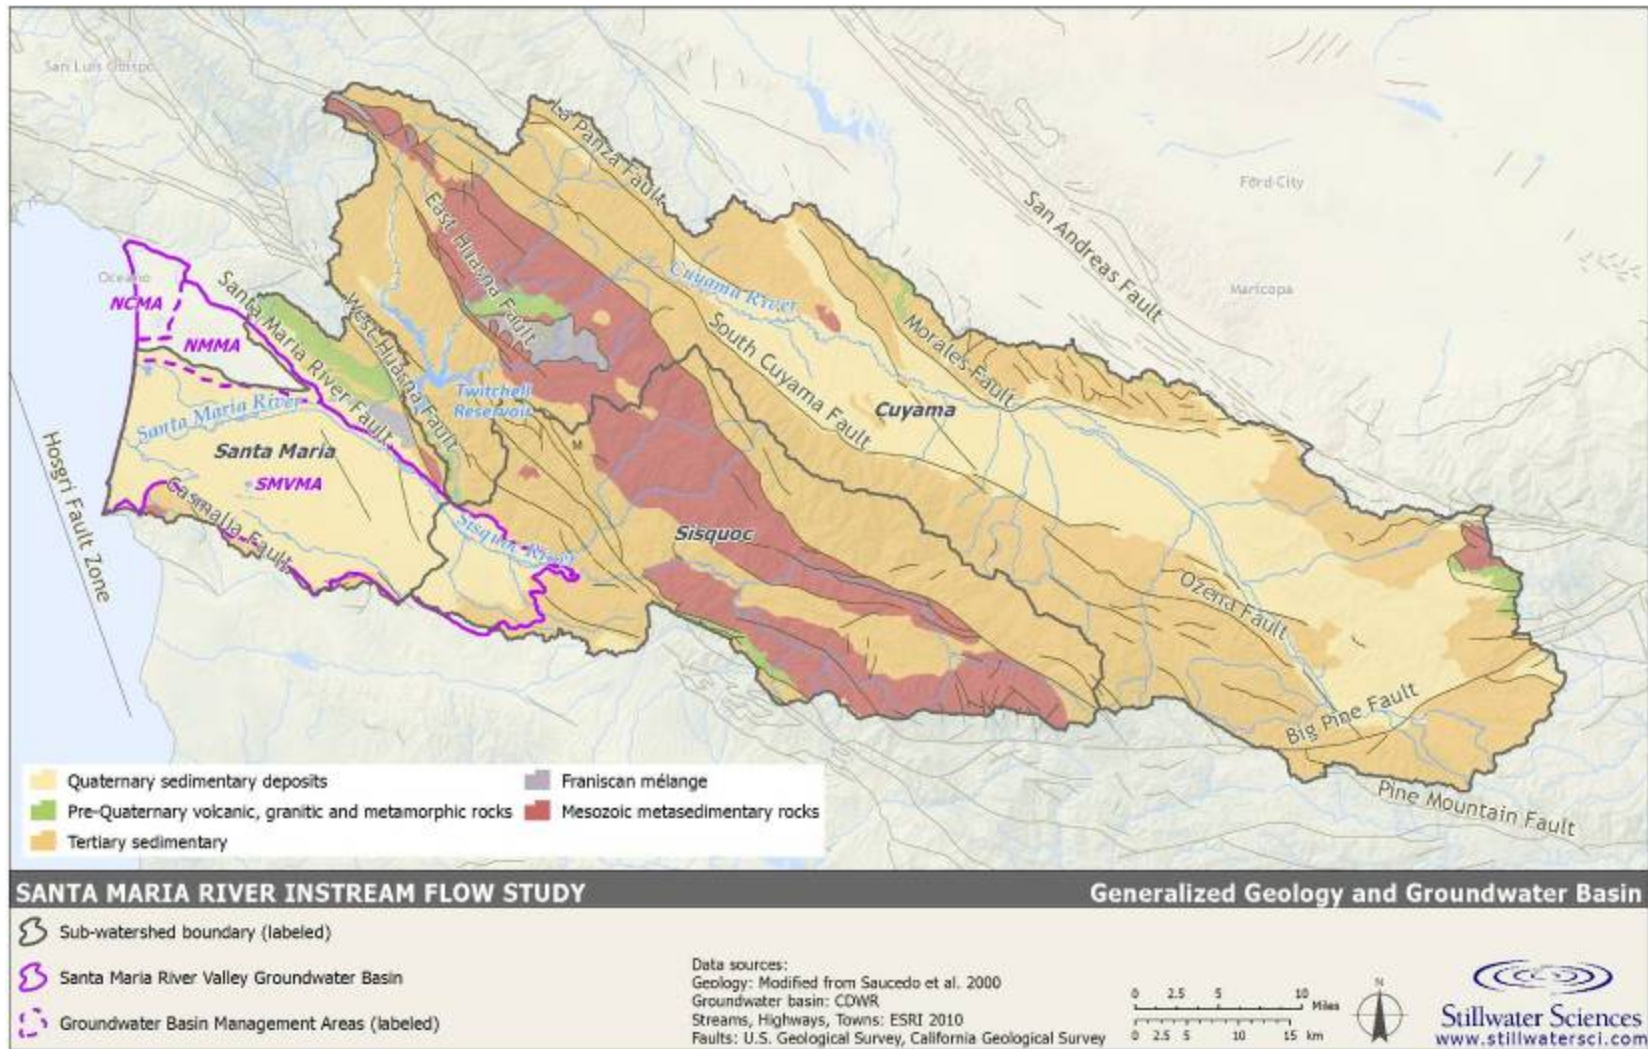 San Luis Obispo
La Panza Fault
San Andreas Fault
Ford City
Maricopa
East Huasna Fault
Cuyama River
Oceano
NCMA
NMMA
Santa Maria River Fault
West Huasna Fault
South Cuyama Fault
Morales Fault
Twitchell
Reservoir
Cuyama
Santa Maria River
Santa Maria
SMVMA
Hosgri Fault Zone
Casmalia Fault
M
Sisquoc River
Sisquoc
Ozena Fault
Big Pine Fault
Pine Mountain Fault
Quaternary sedimentary deposits
Pre-Quaternary volcanic, granitic and metamorphic rocks
Tertiary sedimentary
Franiscan mélange
Mesozoic metasedimentary rocks
SANTA MARIA RIVER INSTREAM FLOW STUDY
Generalized Geology and Groundwater Basin
Sub-watershed boundary (labeled)
Santa Maria River Valley Groundwater Basin
Groundwater Basin Management Areas (labeled)
Data sources:
Geology: Modified from Saucedo et al. 2000
Groundwater basin: CDWR
Streams, Highways, Towns: ESRI 2010
Faults: U.S. Geological Survey, California Geological Survey
0 2.5 5 10 Miles
0 2.5 5 10 15 km
N
Stillwater Sciences
www.stillwatersci.com